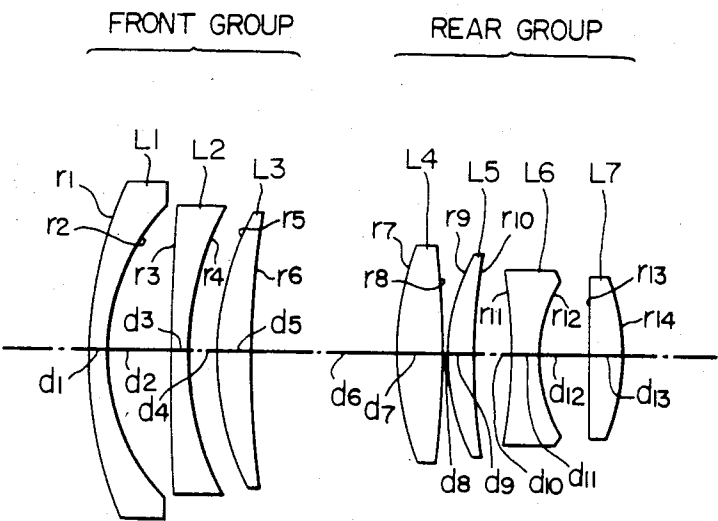 FRONT GROUP
REAR GROUP
L1
L2
L3
L4
L5
L6
L7
r1
r2
r3
r4
r5
r6
r7
r8
r9
r10
r11
r12
r13
r14
d1
d2
d3
d4
d5
d6
d7
d8
d9
d10
d11
d12
d13